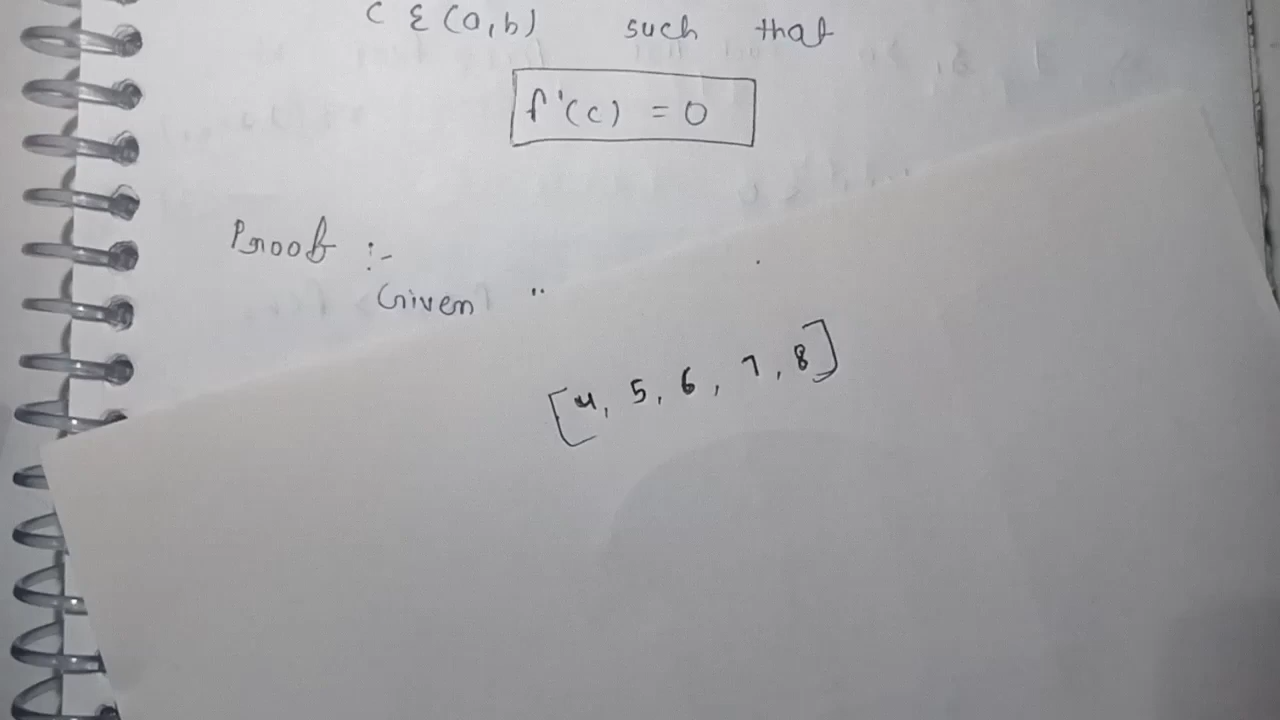 c ε (a,b) such that
f'(c) = 0
Proof :-
Given
[4, 5, 6, 7, 8]